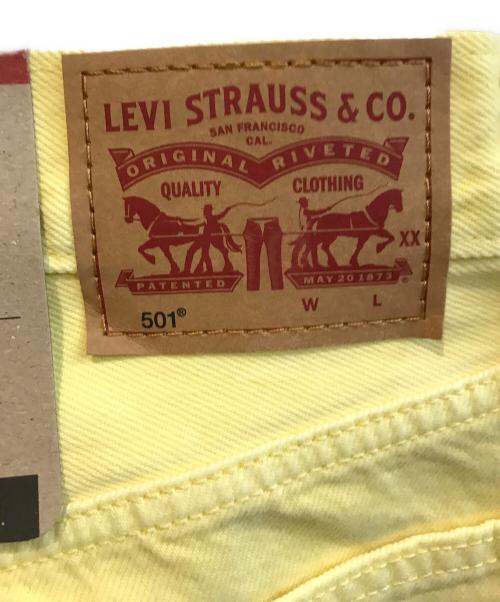 LEVI STRAUSS & CO.
SAN FRANCISCO
CAL.
ORIGINAL RIVETED
QUALITY CLOTHING
XX
PATENTED MAY 20 1873
W L
501®